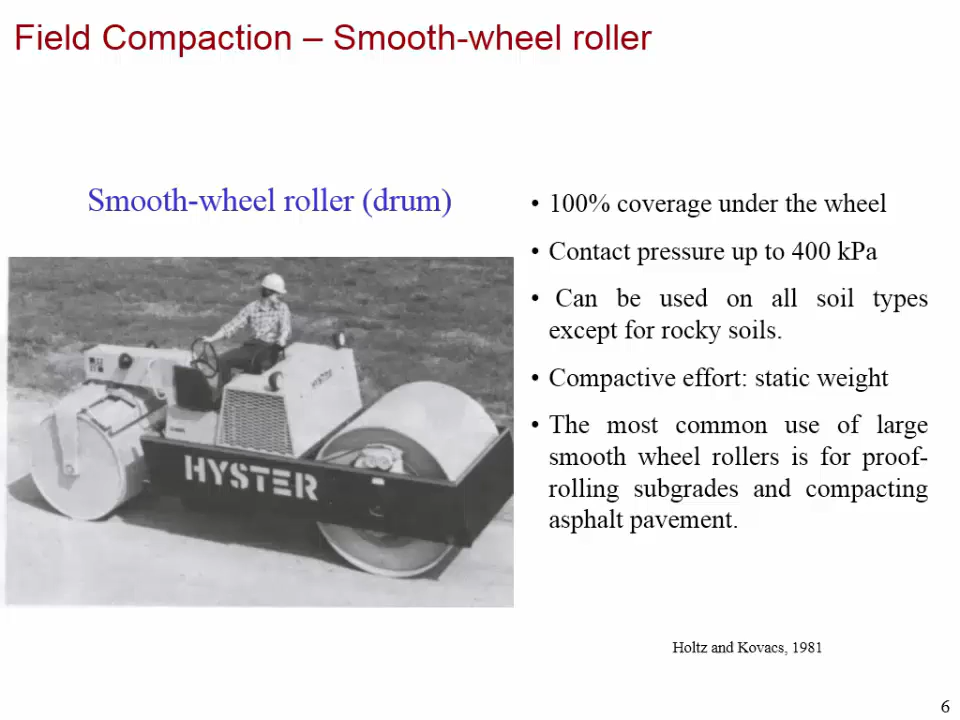 Field Compaction – Smooth-wheel roller
Smooth-wheel roller (drum)
• 100% coverage under the wheel
• Contact pressure up to 400 kPa
• Can be used on all soil types
except for rocky soils.
• Compactive effort: static weight
• The most common use of large
smooth wheel rollers is for proof-
rolling subgrades and compacting
asphalt pavement.
HYSTER
Holtz and Kovacs, 1981
6